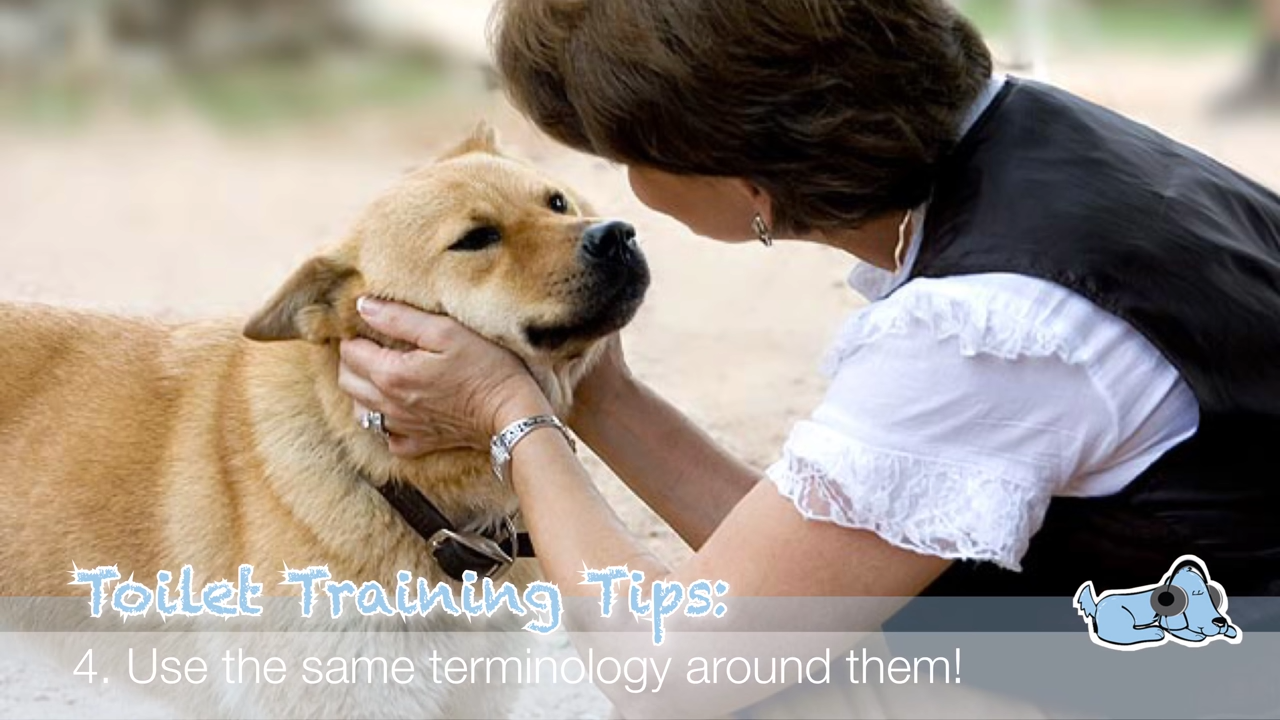 Toilet Training Tips:
4. Use the same terminology around them!